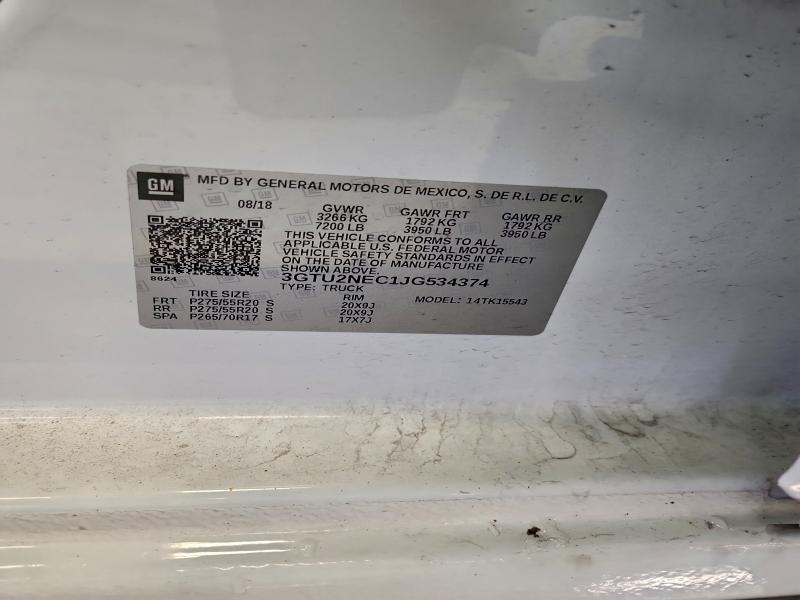 GM MFD BY GENERAL MOTORS DE MEXICO, S. DE R.L. DE C.V.
08/18 GVWR GAWR FRT GAWR RR
3266 KG 1792 KG 1792 KG
7200 LB 3950 LB 3950 LB
THIS VEHICLE CONFORMS TO ALL
APPLICABLE U.S. FEDERAL MOTOR
VEHICLE SAFETY STANDARDS IN EFFECT
ON THE DATE OF MANUFACTURE
SHOWN ABOVE.
8624 3GTU2NEC1JG534374
TYPE: TRUCK MODEL: 14TK15543
TIRE SIZE RIM
FRT P275/55R20 S 20X9J
RR P275/55R20 S 20X9J
SPA P265/70R17 S 17X7J